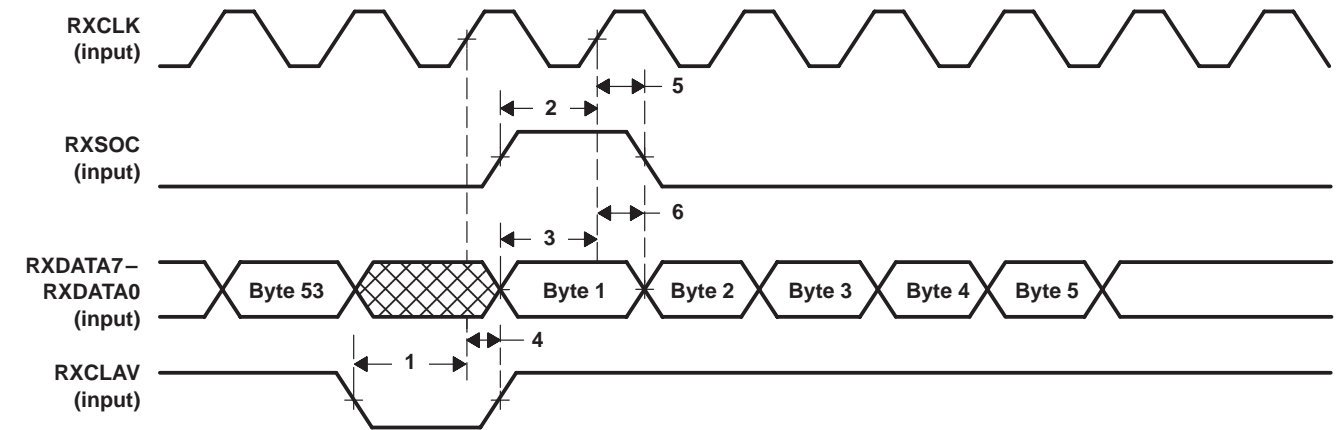 RXCLK
(input)
5
2
RXSOC
(input)
6
3
RXDATA7–
RXDATA0
(input)
Byte 53
Byte 1
Byte 2
Byte 3
Byte 4
Byte 5
4
1
RXCLAV
(input)